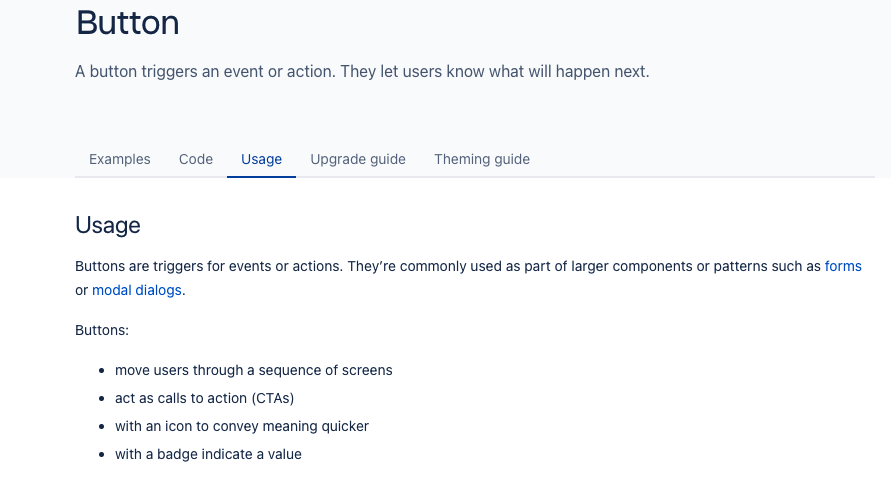 Button
A button triggers an event or action. They let users know what will happen next.
Examples Code Usage Upgrade guide Theming guide
Usage
Buttons are triggers for events or actions. They’re commonly used as part of larger components or patterns such as forms
or modal dialogs.
Buttons:
• move users through a sequence of screens
• act as calls to action (CTAs)
• with an icon to convey meaning quicker
• with a badge indicate a value